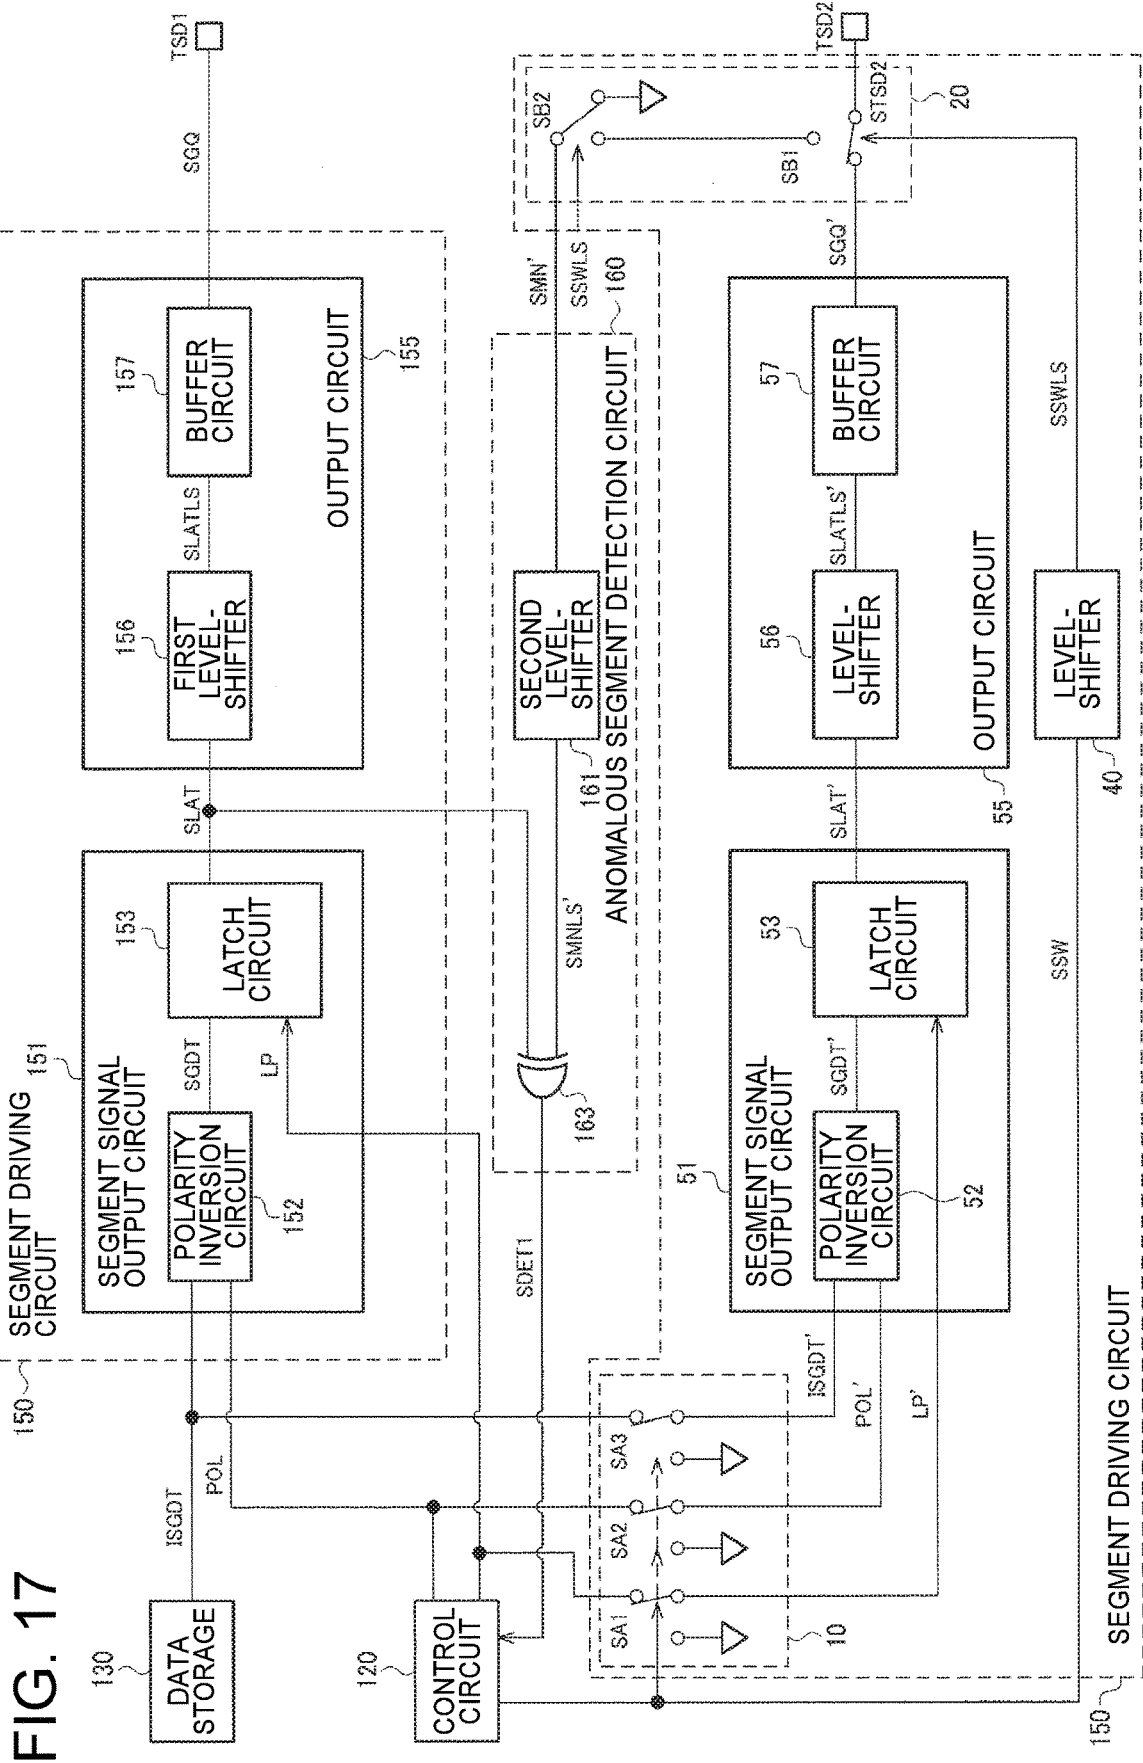 FIG. 17
130
DATA
STORAGE
ISGDT
POL
120
CONTROL
CIRCUIT
150
SEGMENT DRIVING
CIRCUIT
151
SEGMENT SIGNAL
OUTPUT CIRCUIT
POLARITY
INVERSION
CIRCUIT
152
SGDT
LP
153
LATCH
CIRCUIT
SLAT
156
FIRST
LEVEL-
SHIFTER
SLATLS
157
BUFFER
CIRCUIT
OUTPUT CIRCUIT
155
SGQ
TSD1
SDET1
163
SMNLS'
161
SECOND
LEVEL-
SHIFTER
ANOMALOUS SEGMENT DETECTION CIRCUIT
160
SMN'
SSWLS
SB2
SB1
STSD2
20
TSD2
SA1
SA2
SA3
10
ISGDT'
POL'
LP'
51
SEGMENT SIGNAL
OUTPUT CIRCUIT
POLARITY
INVERSION
CIRCUIT
52
SGDT'
53
LATCH
CIRCUIT
SLAT'
55
56
LEVEL-
SHIFTER
SLATLS'
57
BUFFER
CIRCUIT
OUTPUT CIRCUIT
SGQ'
SSW
40
LEVEL-
SHIFTER
SSWLS
150
SEGMENT DRIVING CIRCUIT